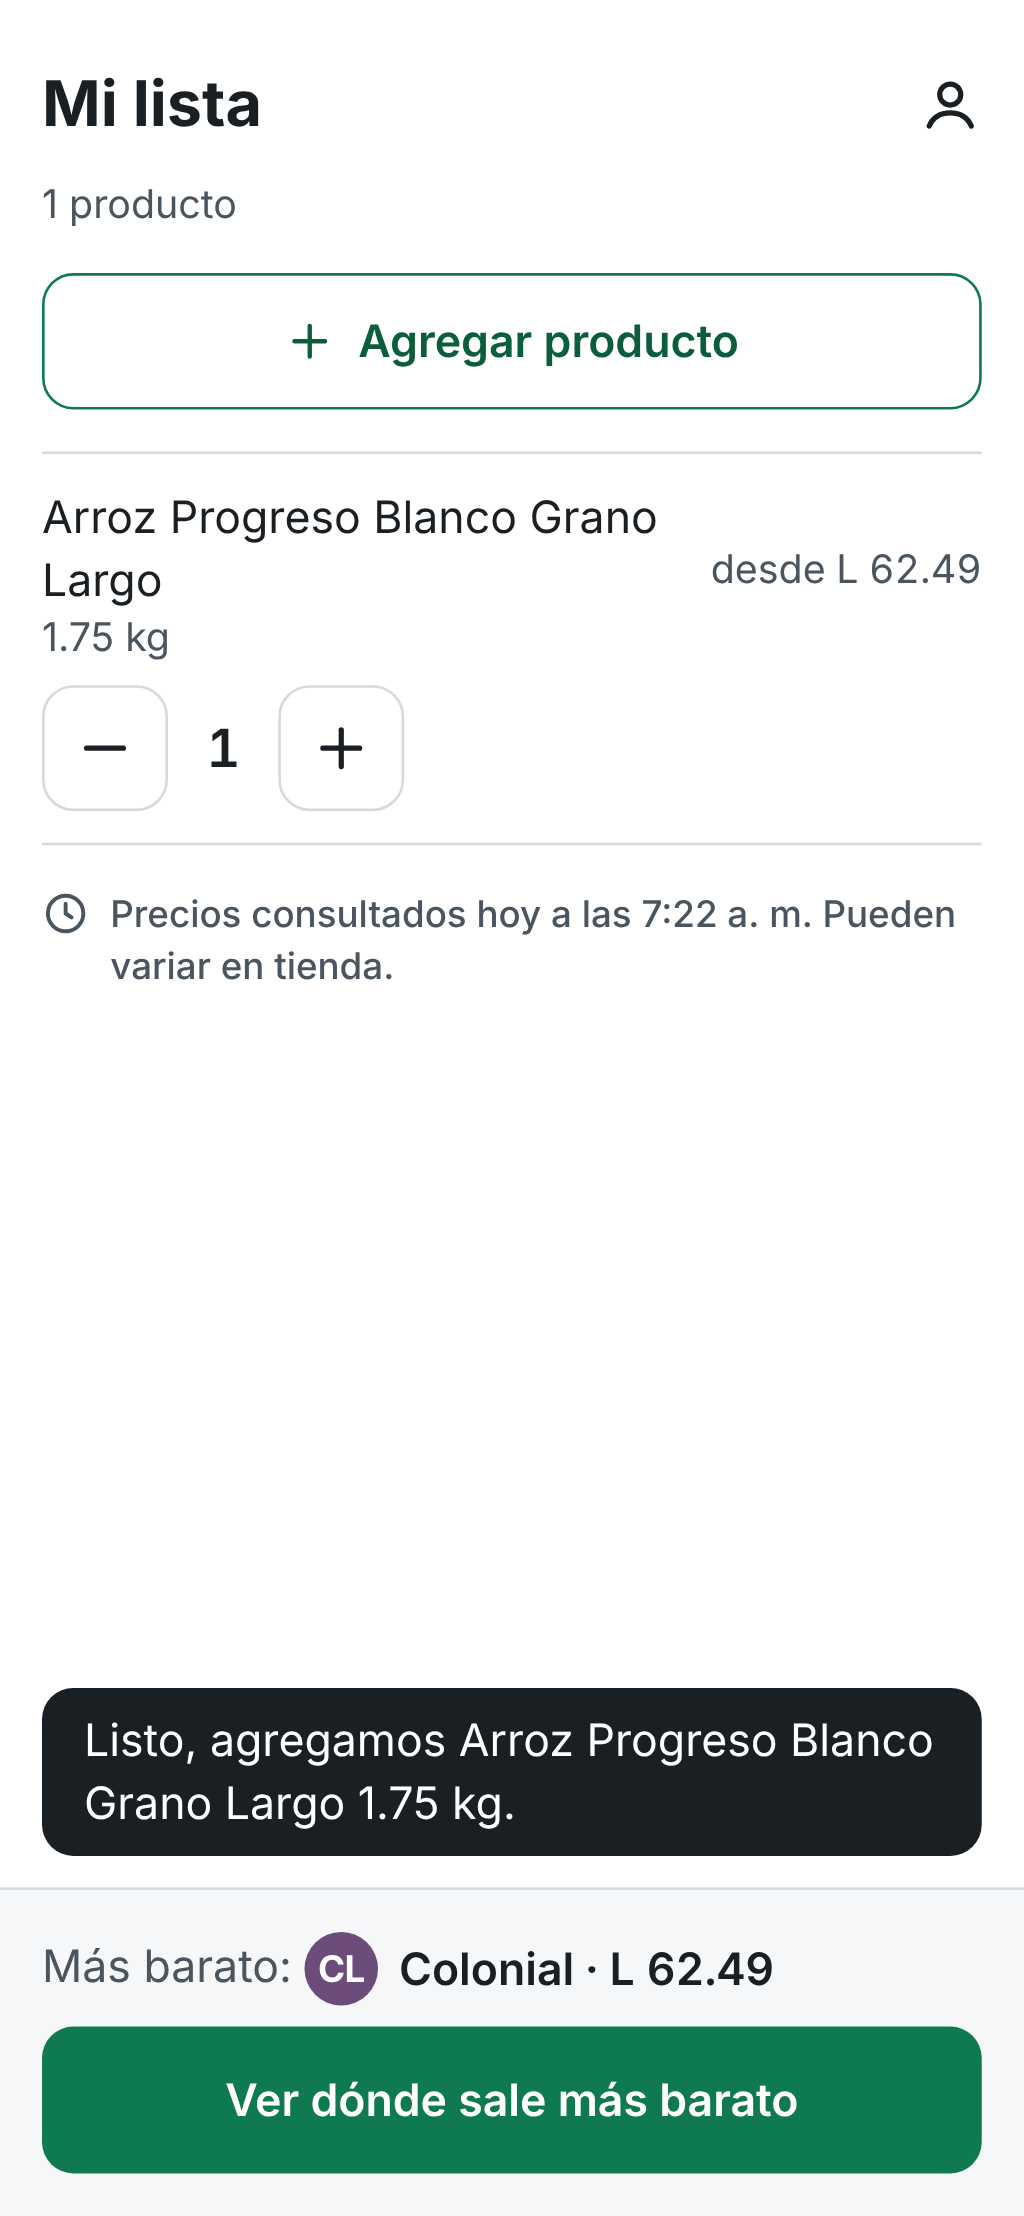 Mi lista
1 producto
+ Agregar producto
Arroz Progreso Blanco Grano
Largo
desde L 62.49
1.75 kg
− 1 +
Precios consultados hoy a las 7:22 a. m. Pueden
variar en tienda.
Listo, agregamos Arroz Progreso Blanco
Grano Largo 1.75 kg.
Más barato: CL Colonial · L 62.49
Ver dónde sale más barato